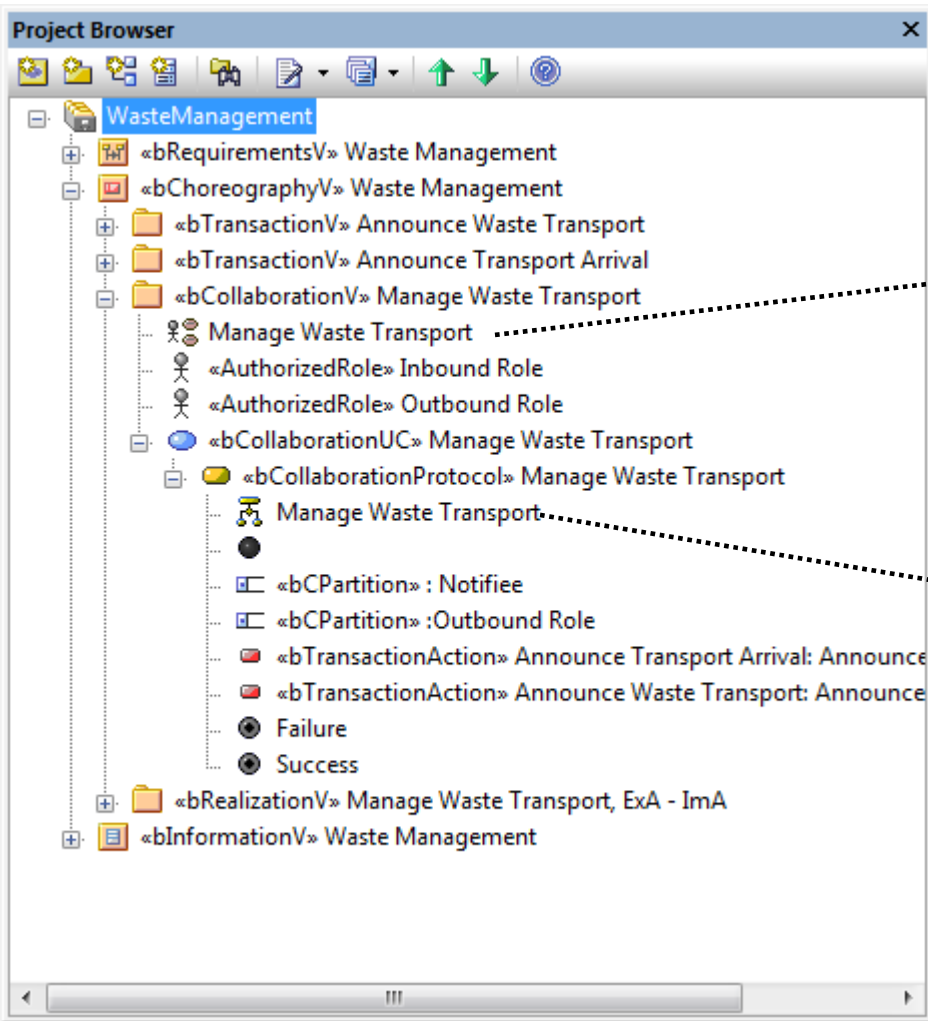 Project Browser
WasteManagement
«bRequirementsV» Waste Management
«bChoreographyV» Waste Management
«bTransactionV» Announce Waste Transport
«bTransactionV» Announce Transport Arrival
«bCollaborationV» Manage Waste Transport
Manage Waste Transport
«AuthorizedRole» Inbound Role
«AuthorizedRole» Outbound Role
«bCollaborationUC» Manage Waste Transport
«bCollaborationProtocol» Manage Waste Transport
Manage Waste Transport
«bCPartition» : Notifiee
«bCPartition» :Outbound Role
«bTransactionAction» Announce Transport Arrival: Announce
«bTransactionAction» Announce Waste Transport: Announce
Failure
Success
«bRealizationV» Manage Waste Transport, ExA - ImA
«bInformationV» Waste Management